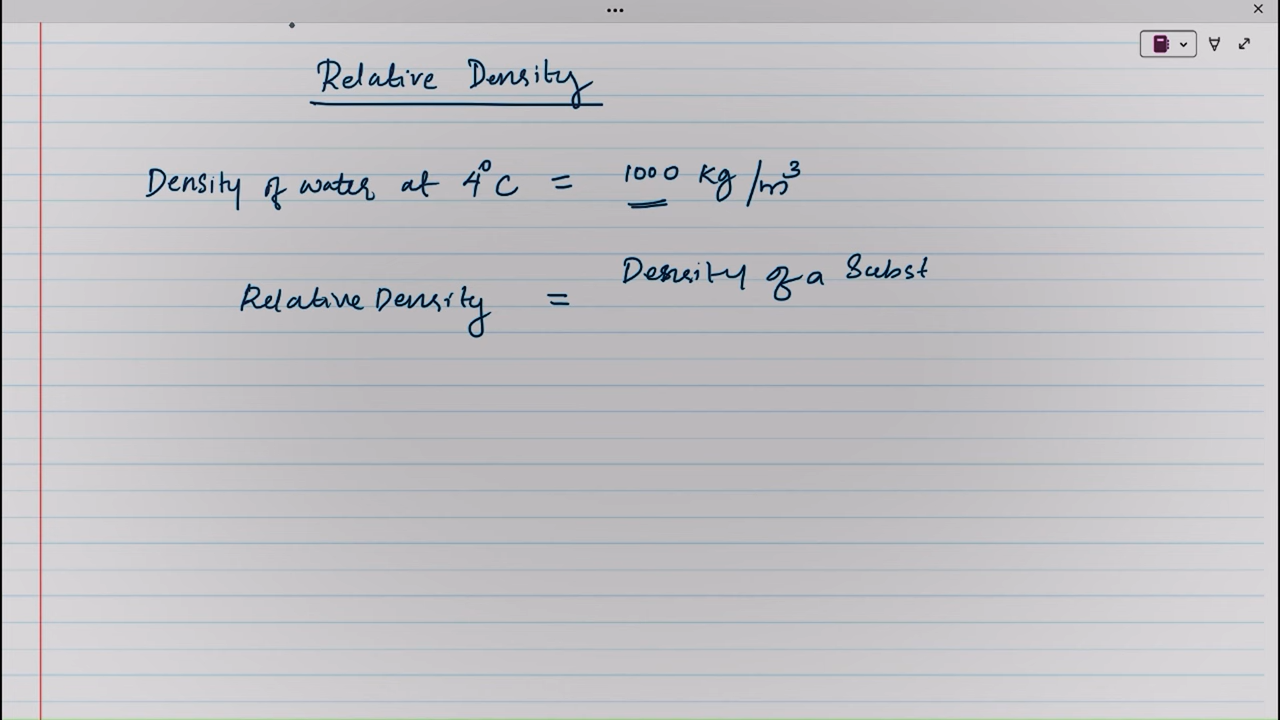 Relative Density
Density of water at 4°C = 1000 kg/m³
Relative Density = Density of a Subst